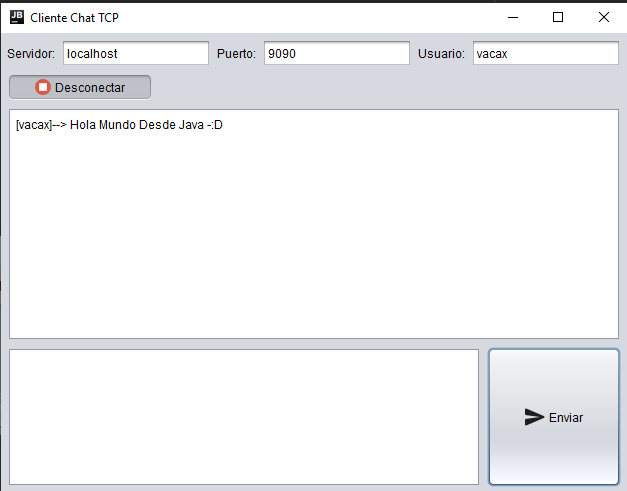 JB Cliente Chat TCP
Servidor: localhost Puerto: 9090 Usuario: vacax
Desconectar
[vacax]--> Hola Mundo Desde Java -:D
Enviar